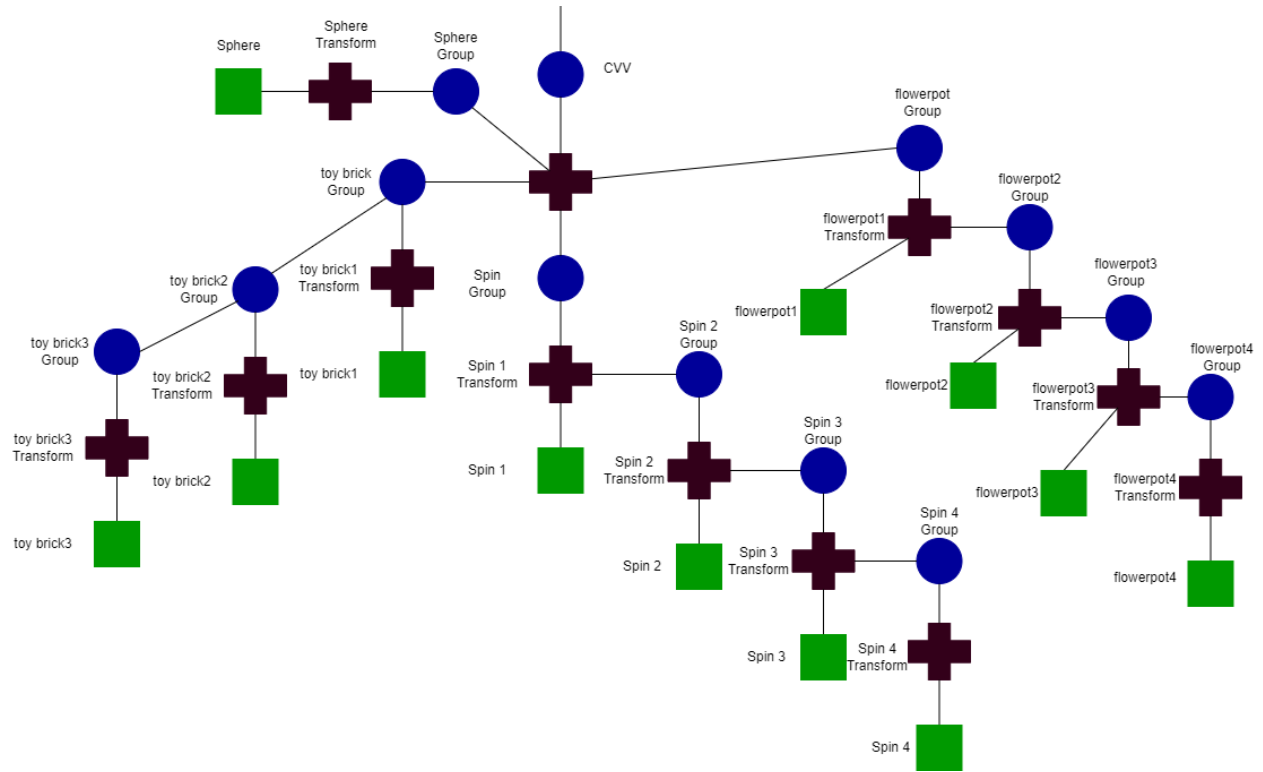 Sphere
Sphere
Transform
Sphere
Group
CVV
flowerpot
Group
toy brick
Group
flowerpot2
Group
flowerpot1
Transform
toy brick2
Group
toy brick1
Transform
Spin
Group
flowerpot3
Group
flowerpot1
flowerpot2
Transform
toy brick3
Group
Spin 2
Group
flowerpot4
Group
toy brick2
Transform
toy brick1
Spin 1
Transform
flowerpot2
flowerpot3
Transform
toy brick3
Transform
Spin 3
Group
toy brick2
Spin 1
Spin 2
Transform
flowerpot3
flowerpot4
Transform
toy brick3
Spin 4
Group
Spin 2
Spin 3
Transform
flowerpot4
Spin 3
Spin 4
Transform
Spin 4